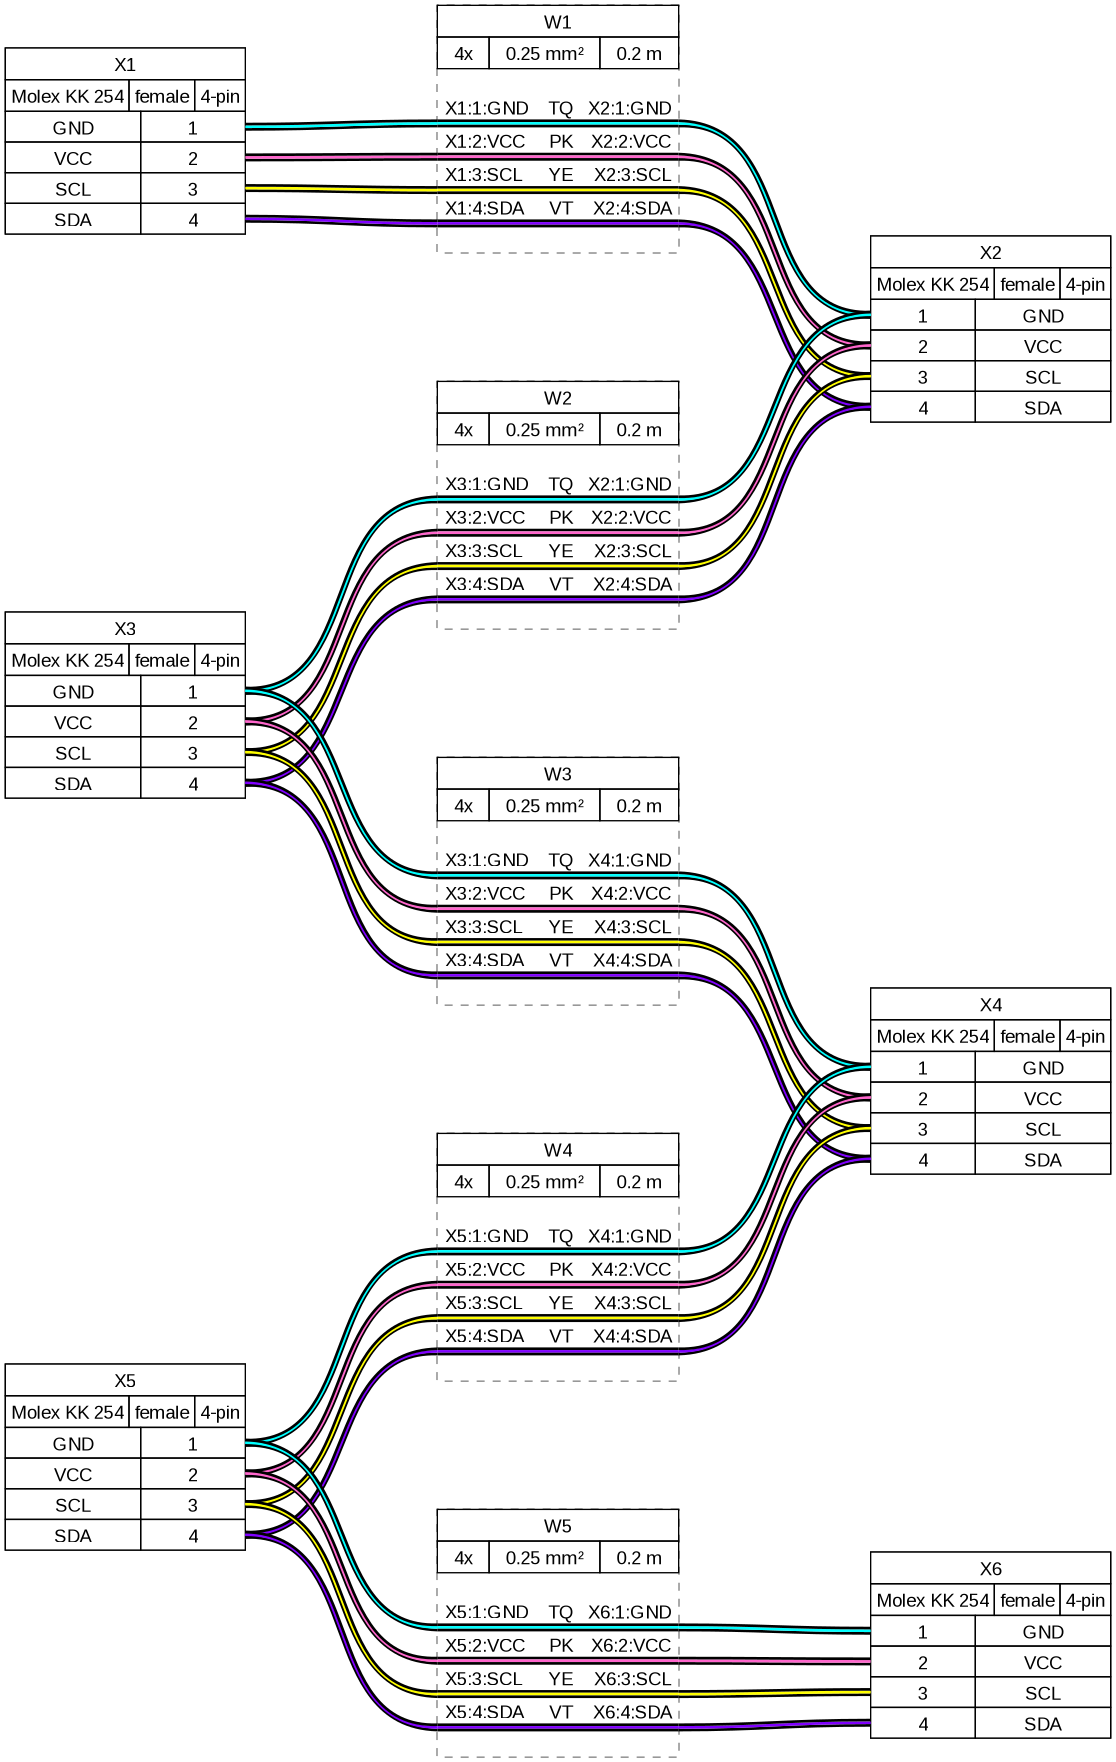 X1
Molex KK 254 female 4-pin
GND 1
VCC 2
SCL 3
SDA 4
W1
4x 0.25 mm² 0.2 m
X1:1:GND TQ X2:1:GND
X1:2:VCC PK X2:2:VCC
X1:3:SCL YE X2:3:SCL
X1:4:SDA VT X2:4:SDA
X2
Molex KK 254 female 4-pin
1 GND
2 VCC
3 SCL
4 SDA
W2
4x 0.25 mm² 0.2 m
X3:1:GND TQ X2:1:GND
X3:2:VCC PK X2:2:VCC
X3:3:SCL YE X2:3:SCL
X3:4:SDA VT X2:4:SDA
X3
Molex KK 254 female 4-pin
GND 1
VCC 2
SCL 3
SDA 4
W3
4x 0.25 mm² 0.2 m
X3:1:GND TQ X4:1:GND
X3:2:VCC PK X4:2:VCC
X3:3:SCL YE X4:3:SCL
X3:4:SDA VT X4:4:SDA
X4
Molex KK 254 female 4-pin
1 GND
2 VCC
3 SCL
4 SDA
W4
4x 0.25 mm² 0.2 m
X5:1:GND TQ X4:1:GND
X5:2:VCC PK X4:2:VCC
X5:3:SCL YE X4:3:SCL
X5:4:SDA VT X4:4:SDA
X5
Molex KK 254 female 4-pin
GND 1
VCC 2
SCL 3
SDA 4
W5
4x 0.25 mm² 0.2 m
X5:1:GND TQ X6:1:GND
X5:2:VCC PK X6:2:VCC
X5:3:SCL YE X6:3:SCL
X5:4:SDA VT X6:4:SDA
X6
Molex KK 254 female 4-pin
1 GND
2 VCC
3 SCL
4 SDA